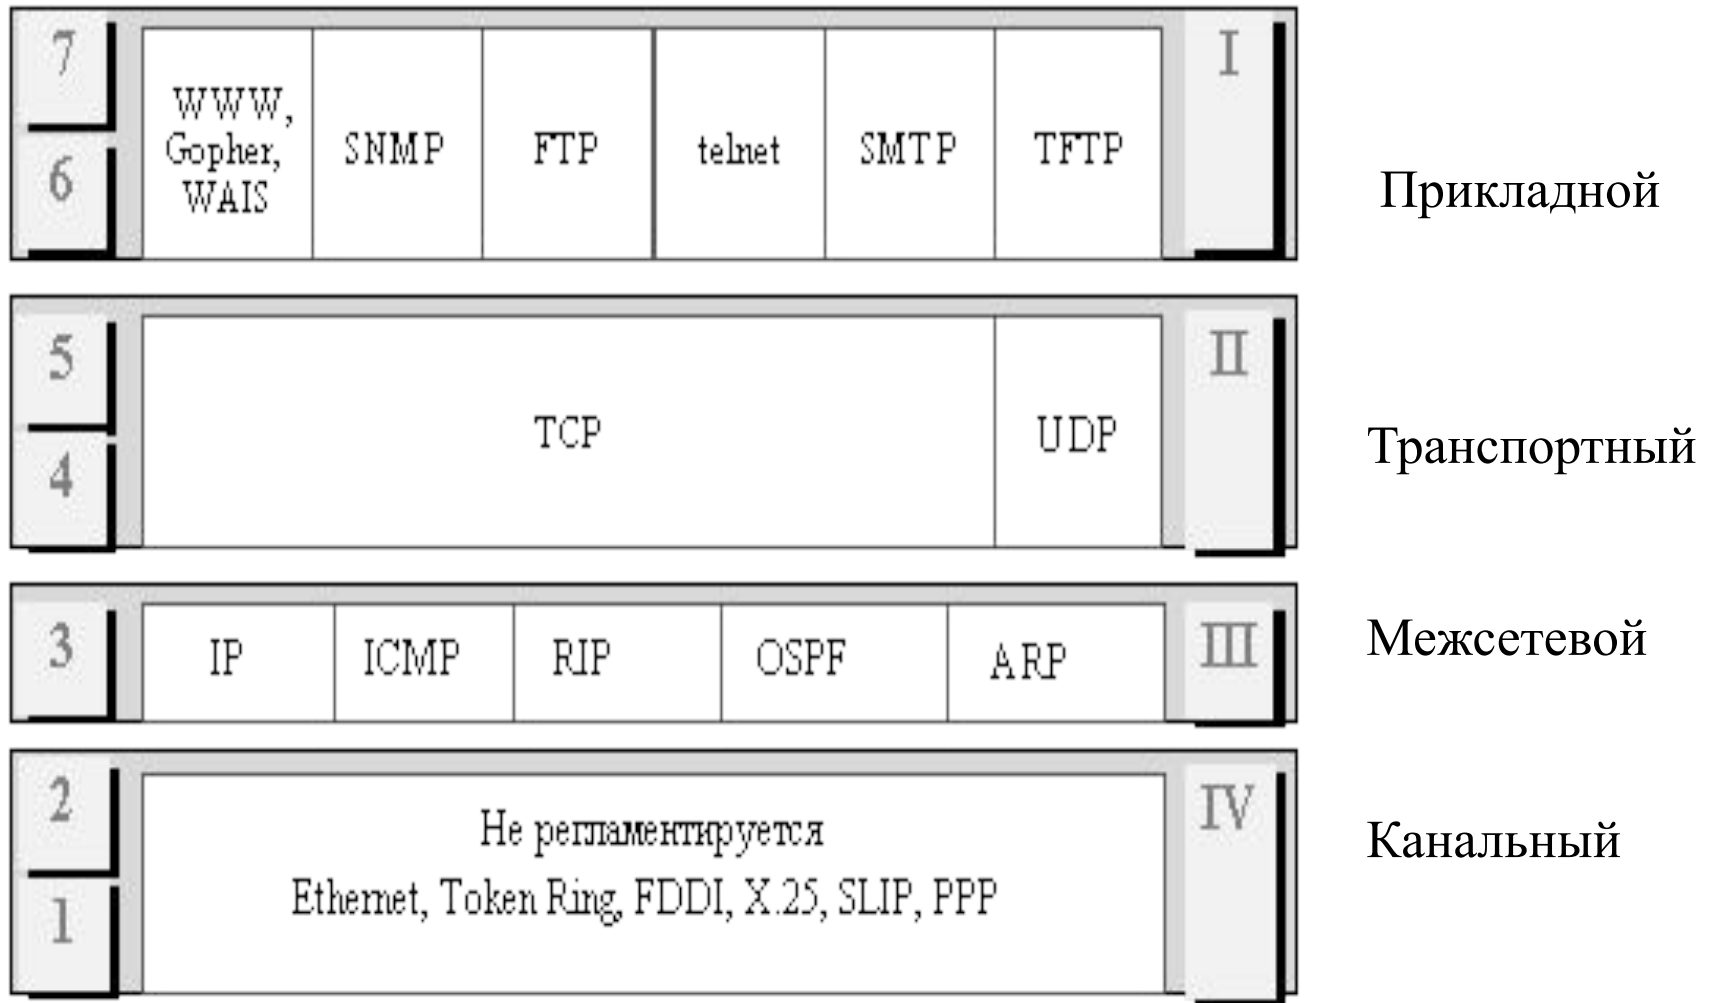 7
6
WWW,
Gopher,
WAIS
SNMP
FTP
telnet
SMTP
TFTP
I
Прикладной
5
4
TCP
UDP
II
Транспортный
3
IP
ICMP
RIP
OSPF
ARP
III
Межсетевой
2
1
Не регламентируется
Ethernet, Token Ring, FDDI, X.25, SLIP, PPP
IV
Канальный